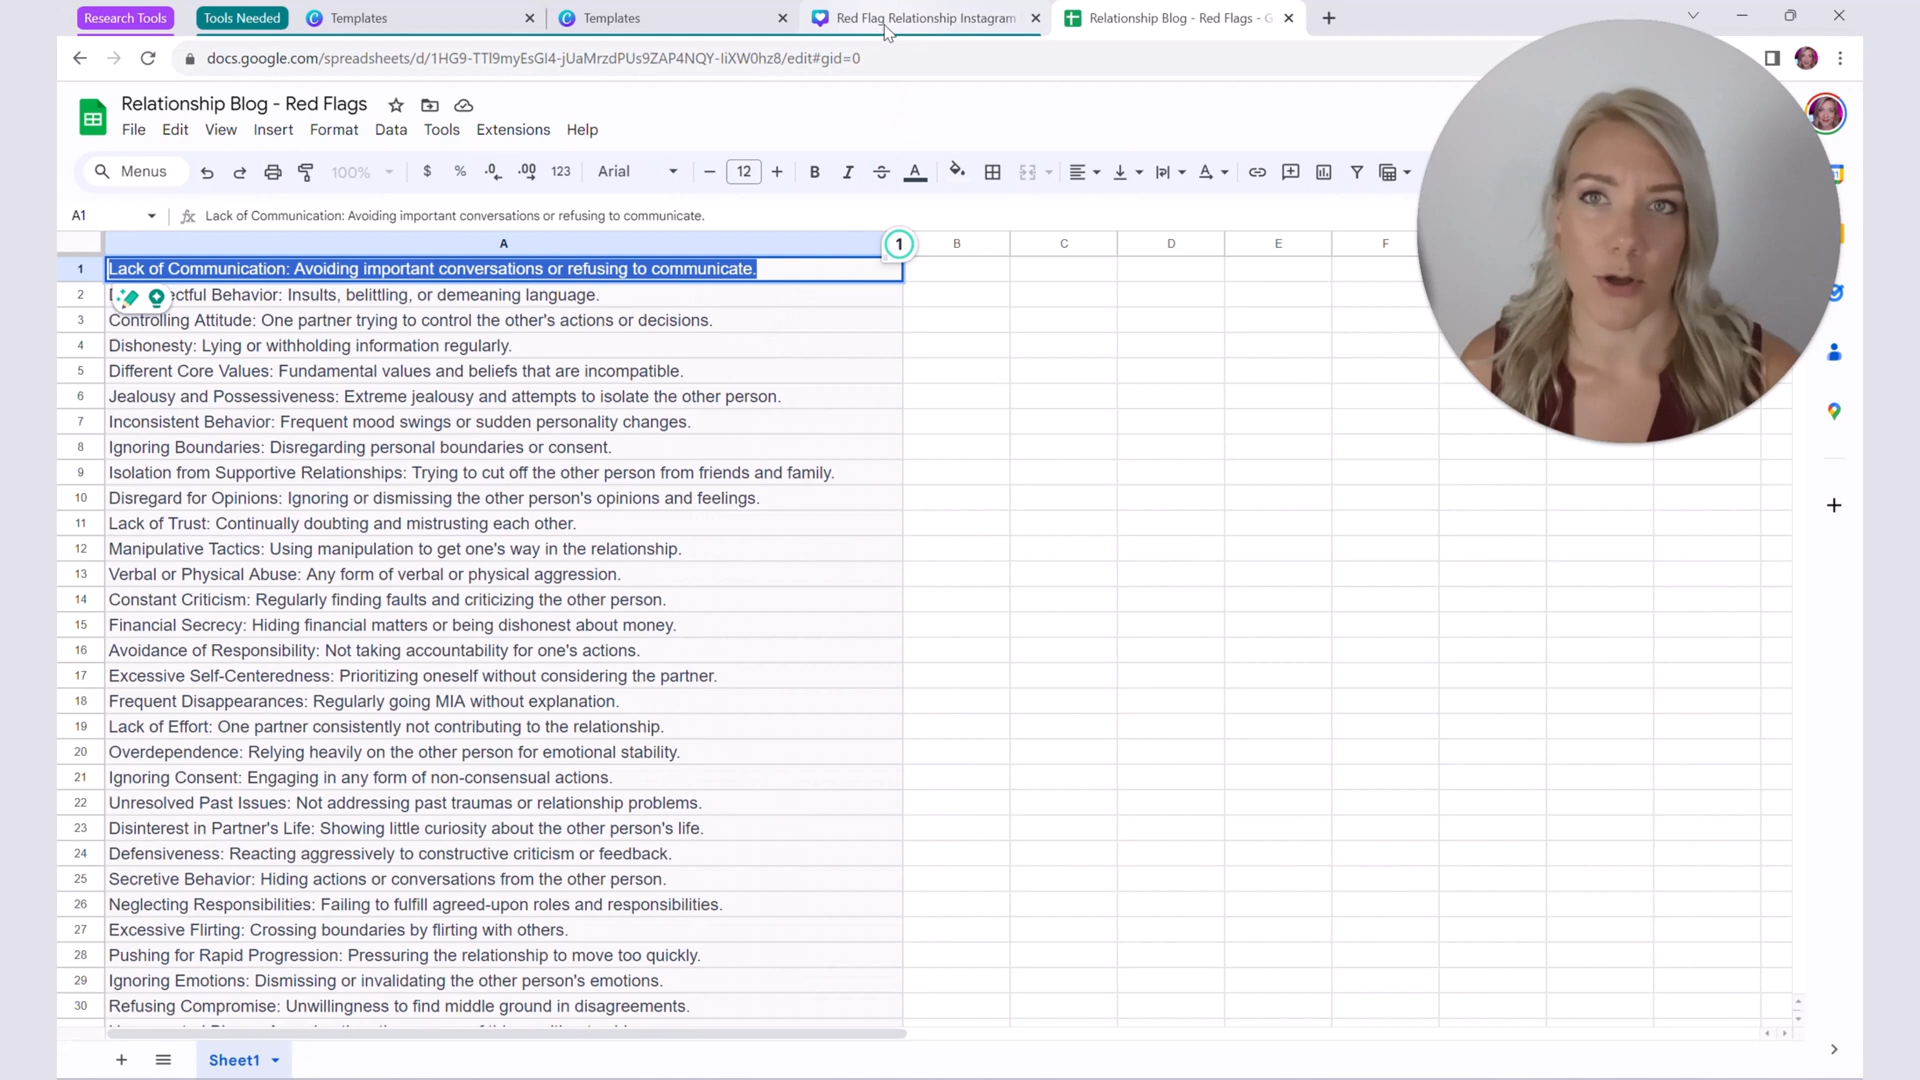 Research Tools
Tools Needed
Templates
Templates
Red Flag Relationship Instagram
Relationship Blog - Red Flags - G
docs.google.com/spreadsheets/d/1HG9-TTl9myEsGl4-jUaMrzdPUs9ZAP4NQY-IiXW0hz8/edit#gid=0
Relationship Blog - Red Flags
File Edit View Insert Format Data Tools Extensions Help
Menus 100% $ % .0 .00 123 Arial 12 B I S A
A1 fx Lack of Communication: Avoiding important conversations or refusing to communicate.
A 1 B C D E F
1 Lack of Communication: Avoiding important conversations or refusing to communicate.
2 ectful Behavior: Insults, belittling, or demeaning language.
3 Controlling Attitude: One partner trying to control the other's actions or decisions.
4 Dishonesty: Lying or withholding information regularly.
5 Different Core Values: Fundamental values and beliefs that are incompatible.
6 Jealousy and Possessiveness: Extreme jealousy and attempts to isolate the other person.
7 Inconsistent Behavior: Frequent mood swings or sudden personality changes.
8 Ignoring Boundaries: Disregarding personal boundaries or consent.
9 Isolation from Supportive Relationships: Trying to cut off the other person from friends and family.
10 Disregard for Opinions: Ignoring or dismissing the other person's opinions and feelings.
11 Lack of Trust: Continually doubting and mistrusting each other.
12 Manipulative Tactics: Using manipulation to get one's way in the relationship.
13 Verbal or Physical Abuse: Any form of verbal or physical aggression.
14 Constant Criticism: Regularly finding faults and criticizing the other person.
15 Financial Secrecy: Hiding financial matters or being dishonest about money.
16 Avoidance of Responsibility: Not taking accountability for one's actions.
17 Excessive Self-Centeredness: Prioritizing oneself without considering the partner.
18 Frequent Disappearances: Regularly going MIA without explanation.
19 Lack of Effort: One partner consistently not contributing to the relationship.
20 Overdependence: Relying heavily on the other person for emotional stability.
21 Ignoring Consent: Engaging in any form of non-consensual actions.
22 Unresolved Past Issues: Not addressing past traumas or relationship problems.
23 Disinterest in Partner's Life: Showing little curiosity about the other person's life.
24 Defensiveness: Reacting aggressively to constructive criticism or feedback.
25 Secretive Behavior: Hiding actions or conversations from the other person.
26 Neglecting Responsibilities: Failing to fulfill agreed-upon roles and responsibilities.
27 Excessive Flirting: Crossing boundaries by flirting with others.
28 Pushing for Rapid Progression: Pressuring the relationship to move too quickly.
29 Ignoring Emotions: Dismissing or invalidating the other person's emotions.
30 Refusing Compromise: Unwillingness to find middle ground in disagreements.
Sheet1